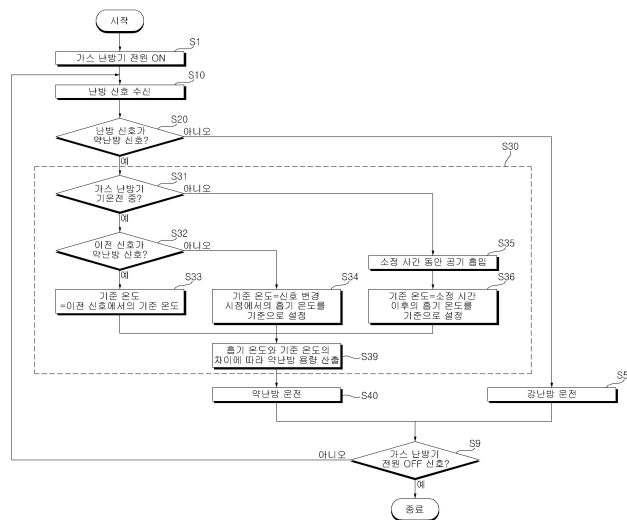 시작
S1
가스 난방기 전원 ON
S10
난방 신호 수신
S20
난방 신호가
약난방 신호?
아니오
예
S30
S31
가스 난방기
기운전 중?
아니오
예
S32
이전 신호가
약난방 신호?
아니오
예
S35
소정 시간 동안 공기 흡입
S33
기준 온도
=이전 신호에서의 기준 온도
S34
기준 온도=신호 변경
시점에서의 흡기 온도를
기준으로 설정
S36
기준 온도=소정 시간
이후의 흡기 온도를
기준으로 설정
흡기 온도와 기준 온도의
차이에 따라 약난방 용량 산출
S39
약난방 운전
S40
강난방 운전
S5
S9
가스 난방기
전원 OFF 신호?
아니오
예
종료